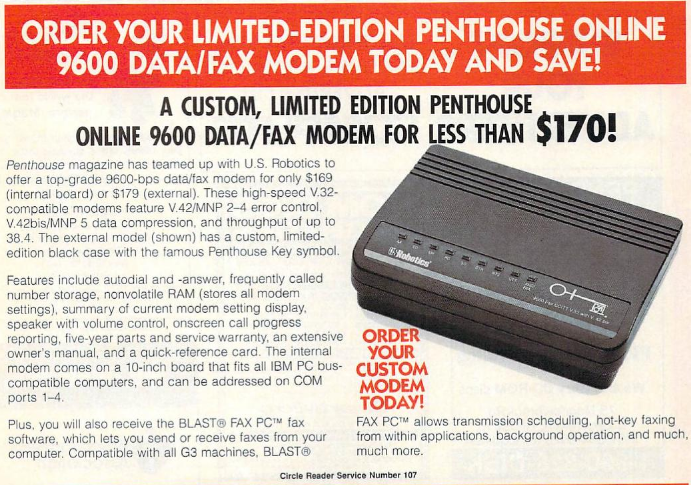 ORDER YOUR LIMITED-EDITION PENTHOUSE ONLINE
9600 DATA/FAX MODEM TODAY AND SAVE!
A CUSTOM, LIMITED EDITION PENTHOUSE
ONLINE 9600 DATA/FAX MODEM FOR LESS THAN $170!
Penthouse magazine has teamed up with U.S. Robotics to
offer a top-grade 9600-bps data/fax modem for only $169
(internal board) or $179 (external). These high-speed V.32-
compatible modems feature V.42/MNP 2–4 error control,
V.42bis/MNP 5 data compression, and throughput of up to
38.4. The external model (shown) has a custom, limited-
edition black case with the famous Penthouse Key symbol.
Features include autodial and -answer, frequently called
number storage, nonvolatile RAM (stores all modem
settings), summary of current modem setting display,
speaker with volume control, onscreen call progress
reporting, five-year parts and service warranty, an extensive
owner's manual, and a quick-reference card. The internal
modem comes on a 10-inch board that fits all IBM PC bus-
compatible computers, and can be addressed on COM
ports 1–4.
Plus, you will also receive the BLAST® FAX PC™ fax
software, which lets you send or receive faxes from your
computer. Compatible with all G3 machines, BLAST®
Robotics
ORDER
YOUR
CUSTOM
MODEM
TODAY!
FAX PC™ allows transmission scheduling, hot-key faxing
from within applications, background operation, and much,
much more.
Circle Reader Service Number 107